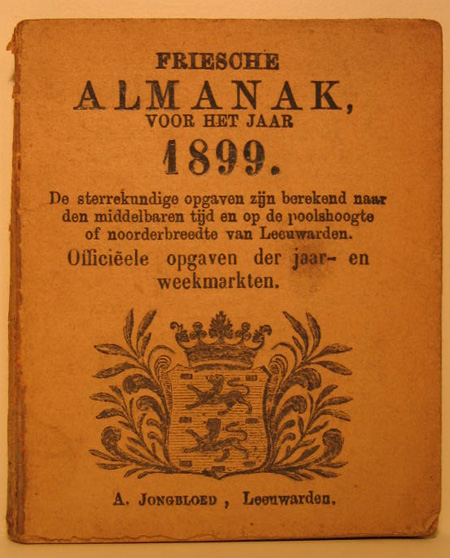 FRIESCHE
ALMANAK,
VOOR HET JAAR
1899.
De sterrekundige opgaven zijn berekend naar
den middelbaren tijd en op de poolshoogte
of noorderbreedte van Leeuwarden.
Officiëele opgaven der jaar- en
weekmarkten.
A. JONGBLOED, Leeuwarden.